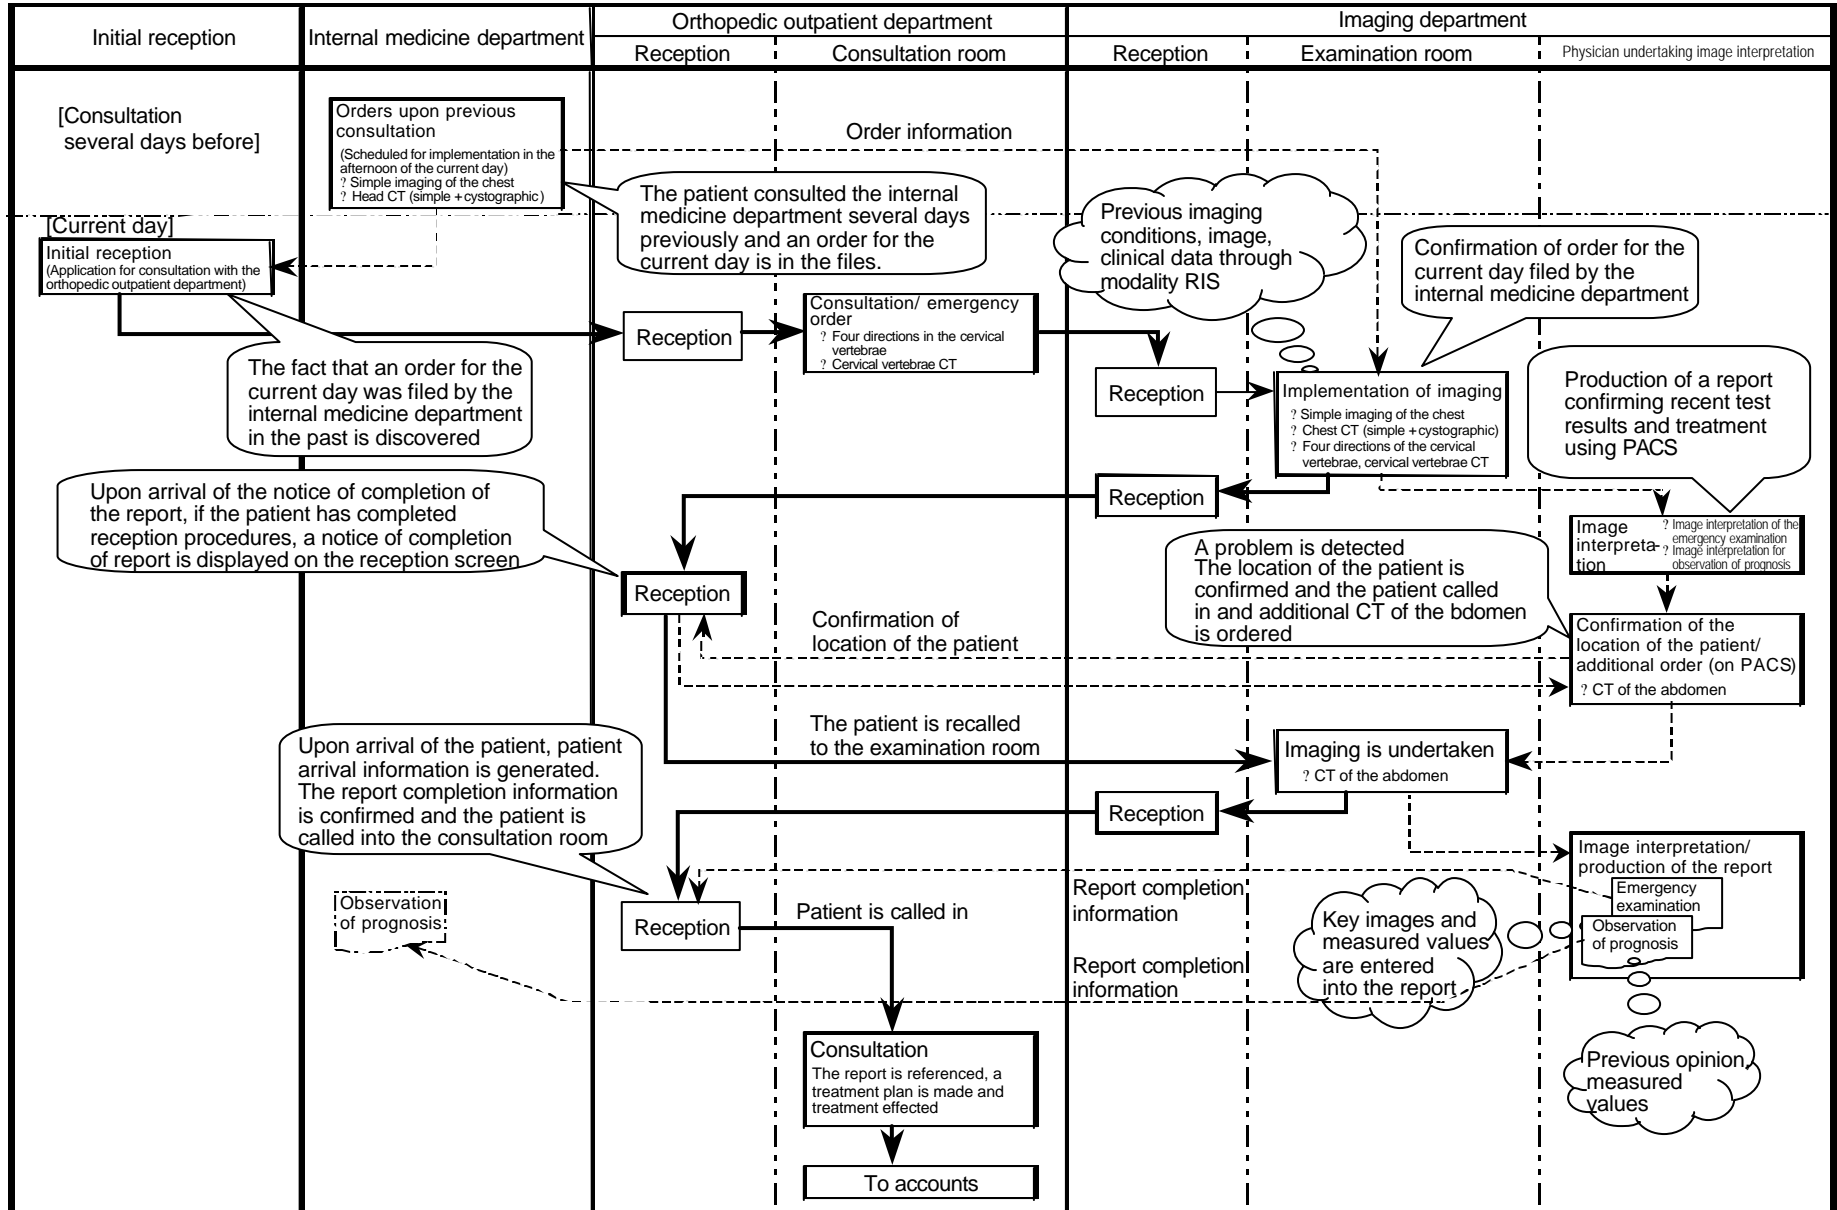 Initial reception
Internal medicine department
Orthopedic outpatient department
Imaging department
Reception
Consultation room
Reception
Examination room
Physician undertaking image interpretation
[Consultation
several days before]
Orders upon previous
consultation
(Scheduled for implementation in the
afternoon of the current day)
? Simple imaging of the chest
? Head CT (simple + cystographic)
Order information
The patient consulted the internal
medicine department several days
previously and an order for the
current day is in the files.
Previous imaging
conditions, image,
clinical data through
modality RIS
Confirmation of order for the
current day filed by the
internal medicine department
[Current day]
Initial reception
(Application for consultation with the
orthopedic outpatient department)
Reception
Consultation/ emergency
order
? Four directions in the cervical
vertebrae
? Cervical vertebrae CT
Reception
Implementation of imaging
? Simple imaging of the chest
? Chest CT (simple + cystographic)
? Four directions of the cervical
vertebrae, cervical vertebrae CT
Production of a report
confirming recent test
results and treatment
using PACS
The fact that an order for the
current day was filed by the
internal medicine department
in the past is discovered
Upon arrival of the notice of completion of
the report, if the patient has completed
reception procedures, a notice of completion
of report is displayed on the reception screen
Reception
Image
interpreta-
tion
? Image interpretation of the
emergency examination
? Image interpretation for
observation of prognosis
A problem is detected
The location of the patient is
confirmed and the patient called
in and additional CT of the bdomen
is ordered
Reception
Confirmation of
location of the patient
Confirmation of the
location of the patient/
additional order (on PACS)
? CT of the abdomen
The patient is recalled
to the examination room
Imaging is undertaken
? CT of the abdomen
Upon arrival of the patient, patient
arrival information is generated.
The report completion information
is confirmed and the patient is
called into the consultation room
Reception
Image interpretation/
production of the report
Emergency
examination
Observation
of prognosis
Observation
of prognosis
Reception
Patient is called in
Report completion
information
Report completion
information
Key images and
measured values
are entered
into the report
Consultation
The report is referenced, a
treatment plan is made and
treatment effected
Previous opinion,
measured
values
To accounts